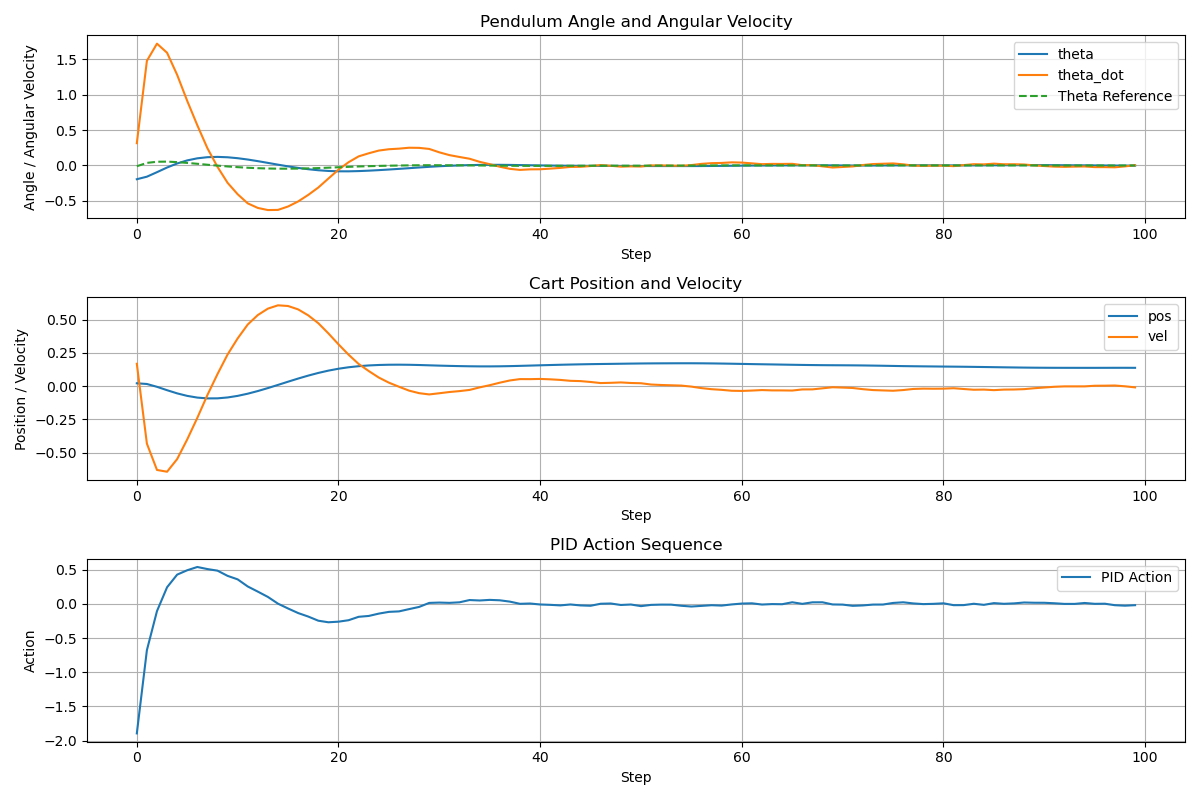 Pendulum Angle and Angular Velocity
Angle / Angular Velocity
1.5
1.0
0.5
0.0
−0.5
theta
theta_dot
Theta Reference
0 20 40 60 80 100
Step
Cart Position and Velocity
Position / Velocity
0.50
0.25
0.00
−0.25
−0.50
pos
vel
0 20 40 60 80 100
Step
PID Action Sequence
Action
0.5
0.0
−0.5
−1.0
−1.5
−2.0
PID Action
0 20 40 60 80 100
Step